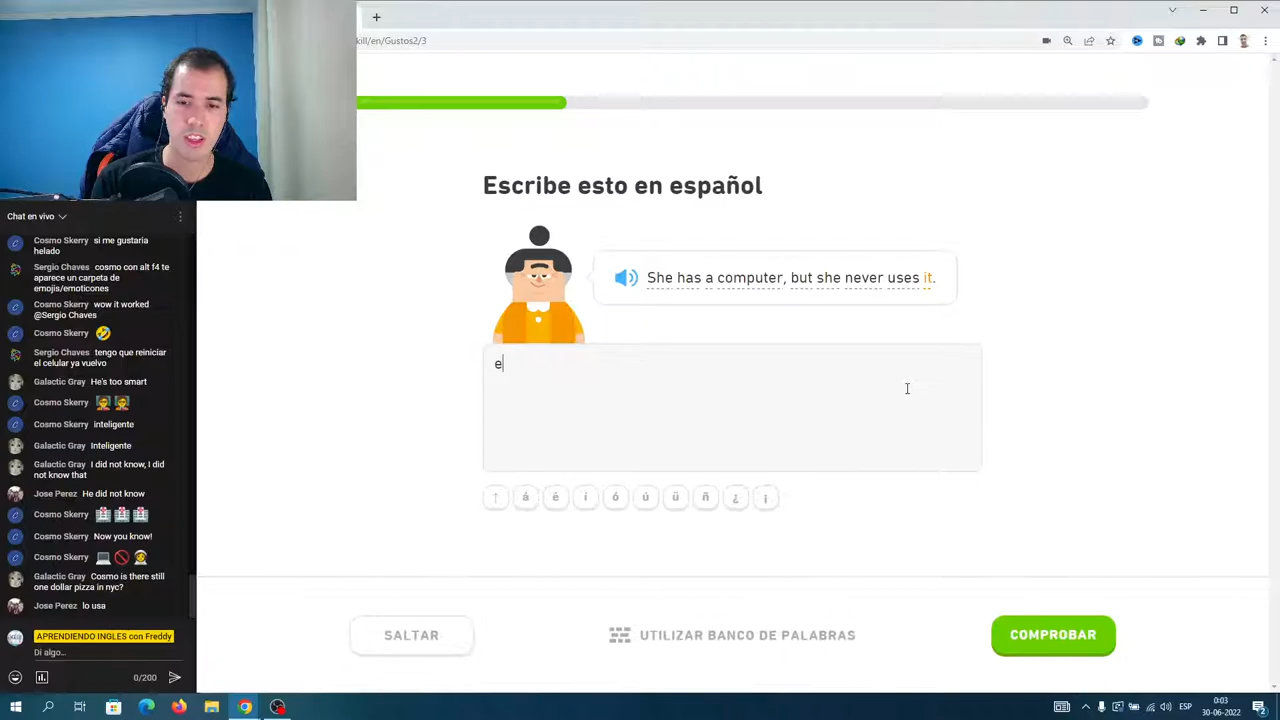 kill/en/Gustos2/3
Escribe esto en español
She has a computer, but she never uses it.
e
↑ á é í ó ú ü ñ ¿ ¡
SALTAR
UTILIZAR BANCO DE PALABRAS
COMPROBAR
Chat en vivo
Cosmo Skerry si me gustaria
helado
Sergio Chaves cosmo con alt f4 te
aparece un carpeta de
emojis/emoticones
Cosmo Skerry wow it worked
@Sergio Chaves
Cosmo Skerry 🤣
Sergio Chaves tengo que reiniciar
el celular ya vuelvo
Galactic Gray He's too smart
Cosmo Skerry
Cosmo Skerry inteligente
Galactic Gray Inteligente
Galactic Gray I did not know, I did
not know that
Jose Perez He did not know
Cosmo Skerry 🏥🏥🏥
Cosmo Skerry Now you know!
Cosmo Skerry 💻🚫
Galactic Gray Cosmo is there still
one dollar pizza in nyc?
Jose Perez lo usa
APRENDIENDO INGLES con Freddy
Di algo...
0/200
ESP
0:03
30-06-2022
2